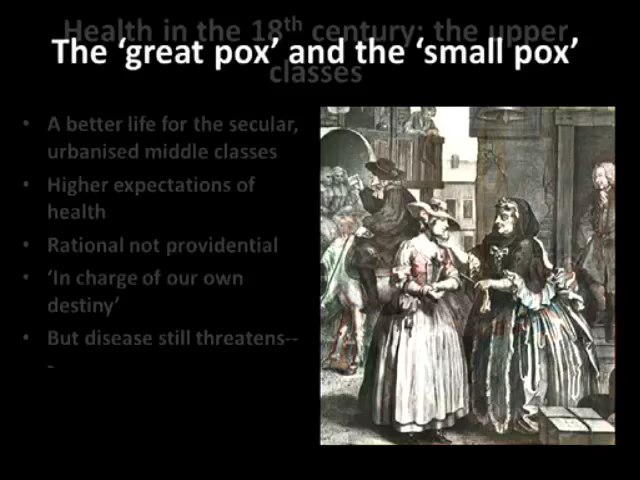 Health in the 18th century: the upper
classes
The ‘great pox’ and the ‘small pox’
• A better life for the secular,
urbanised middle classes
• Higher expectations of
health
• Rational not providential
• ‘In charge of our own
destiny’
• But disease still threatens--
-